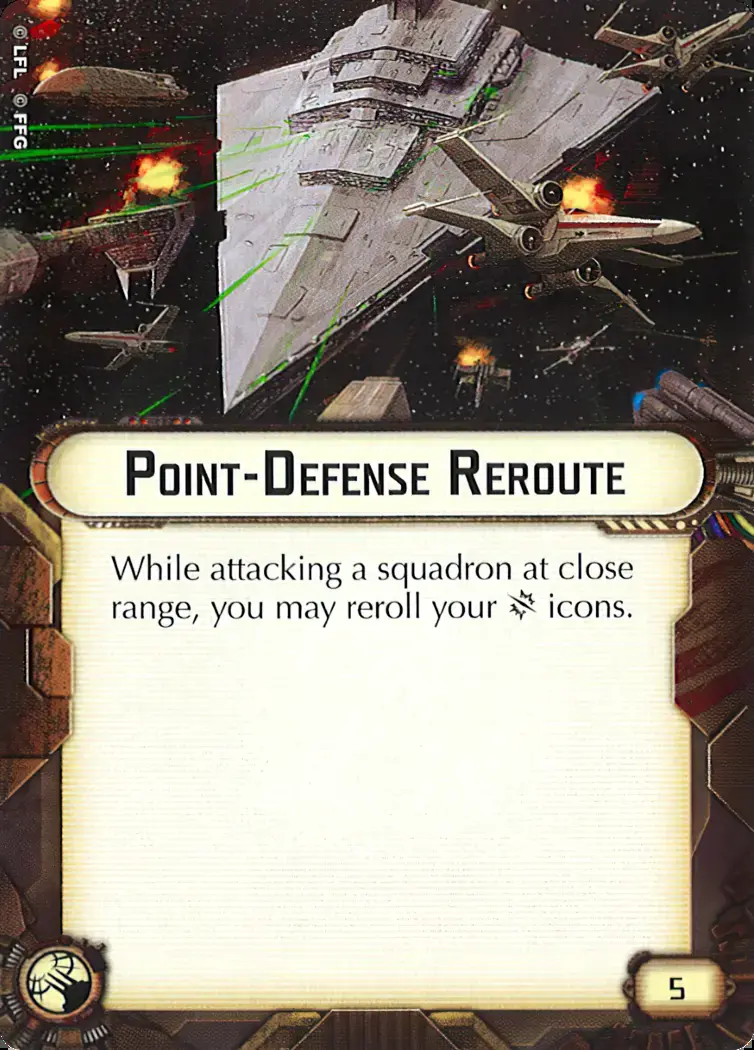 © LFL © FFG
Point-Defense Reroute
While attacking a squadron at close
range, you may reroll your icons.
5